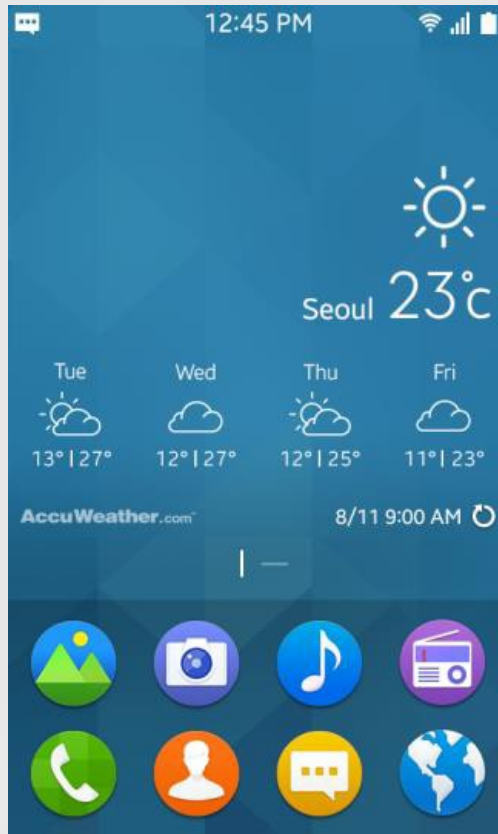 12:45 PM
Seoul 23°c
Tue Wed Thu Fri
13° | 27° 12° | 27° 12° | 25° 11° | 23°
AccuWeather.com 8/11 9:00 AM